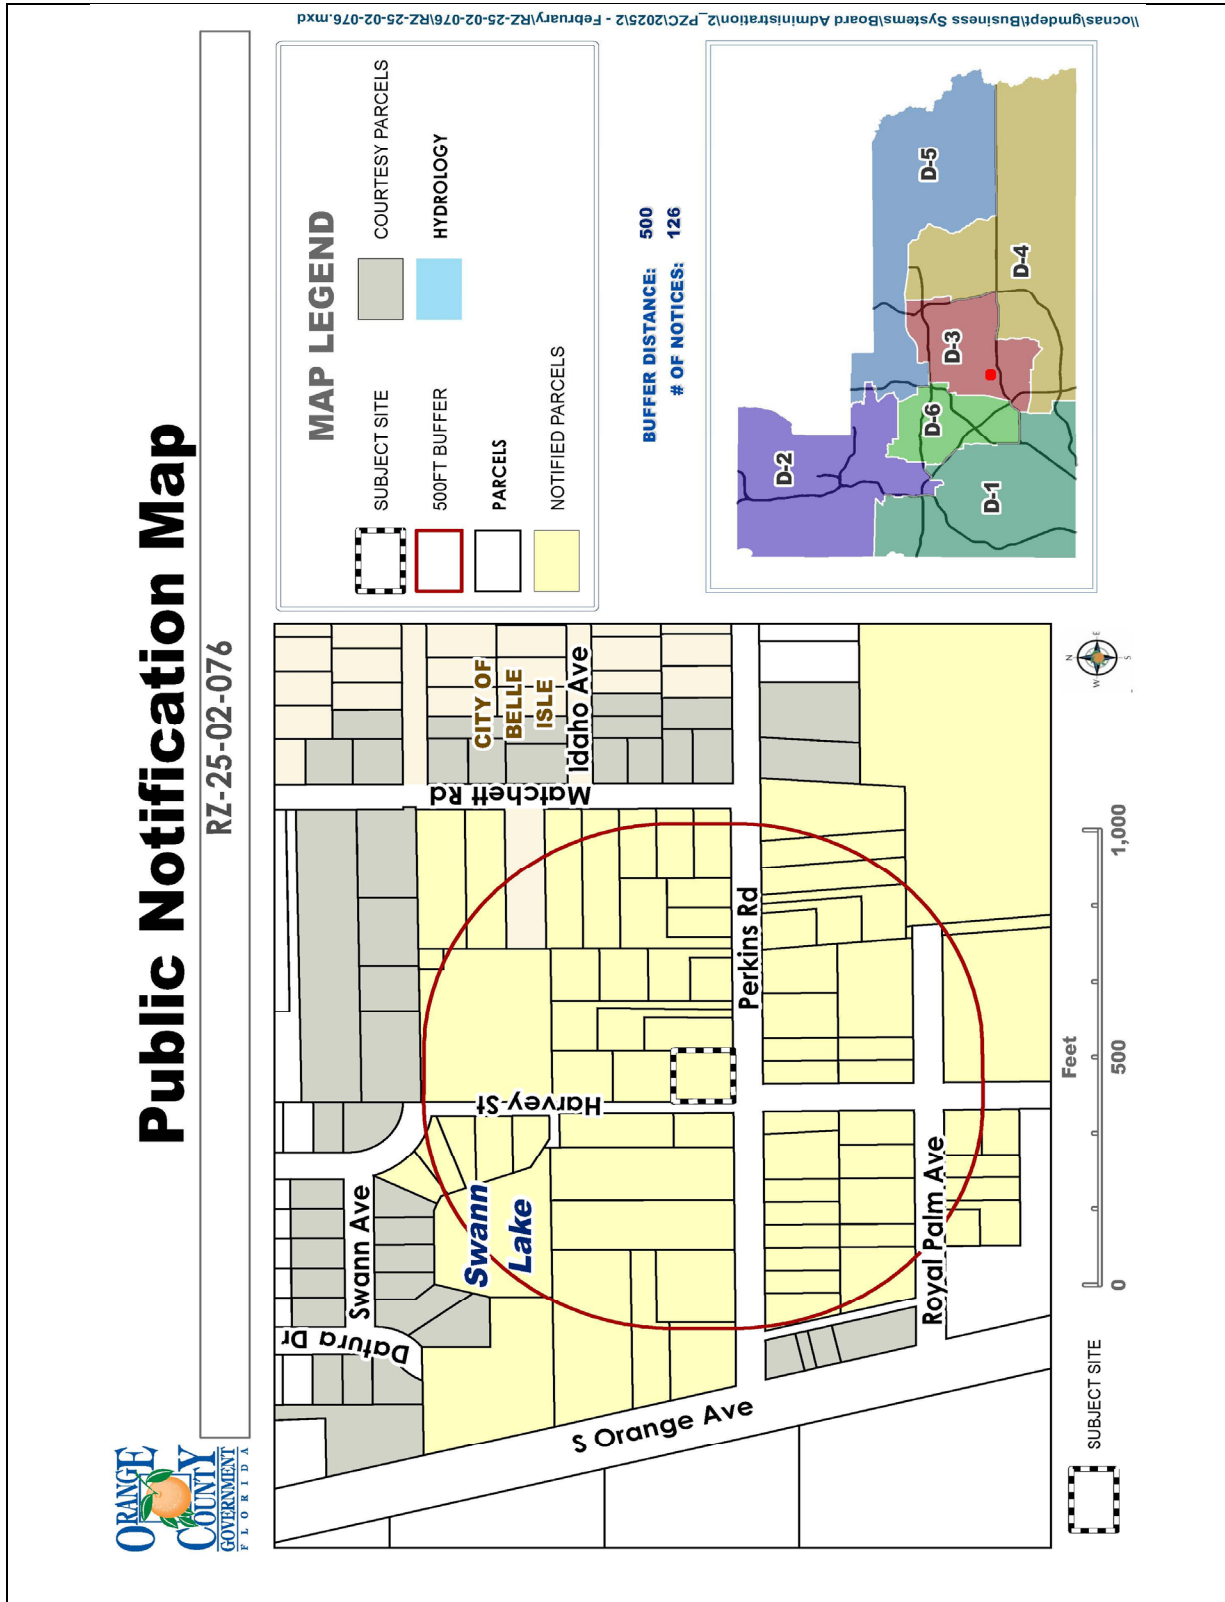 Public Notification Map
RZ-25-02-076
ORANGE
COUNTY
GOVERNMENT
FLORIDA
MAP LEGEND
SUBJECT SITE
500FT BUFFER
PARCELS
NOTIFIED PARCELS
COURTESY PARCELS
HYDROLOGY
BUFFER DISTANCE: 500
# OF NOTICES: 126
D-2
D-5
D-6
D-3
D-1
D-4
Datura Dr
Swann Ave
Swann
Lake
Harvey St
Matchett Rd
CITY OF
BELLE
ISLE
Idaho Ave
Perkins Rd
S Orange Ave
Royal Palm Ave
N
W
E
S
Feet
0
500
1,000
SUBJECT SITE
\\ocnas\gmdept\Business Systems\Board Administration\2_PZC\2025\2 - February\RZ-25-02-076\RZ-25-02-076.mxd